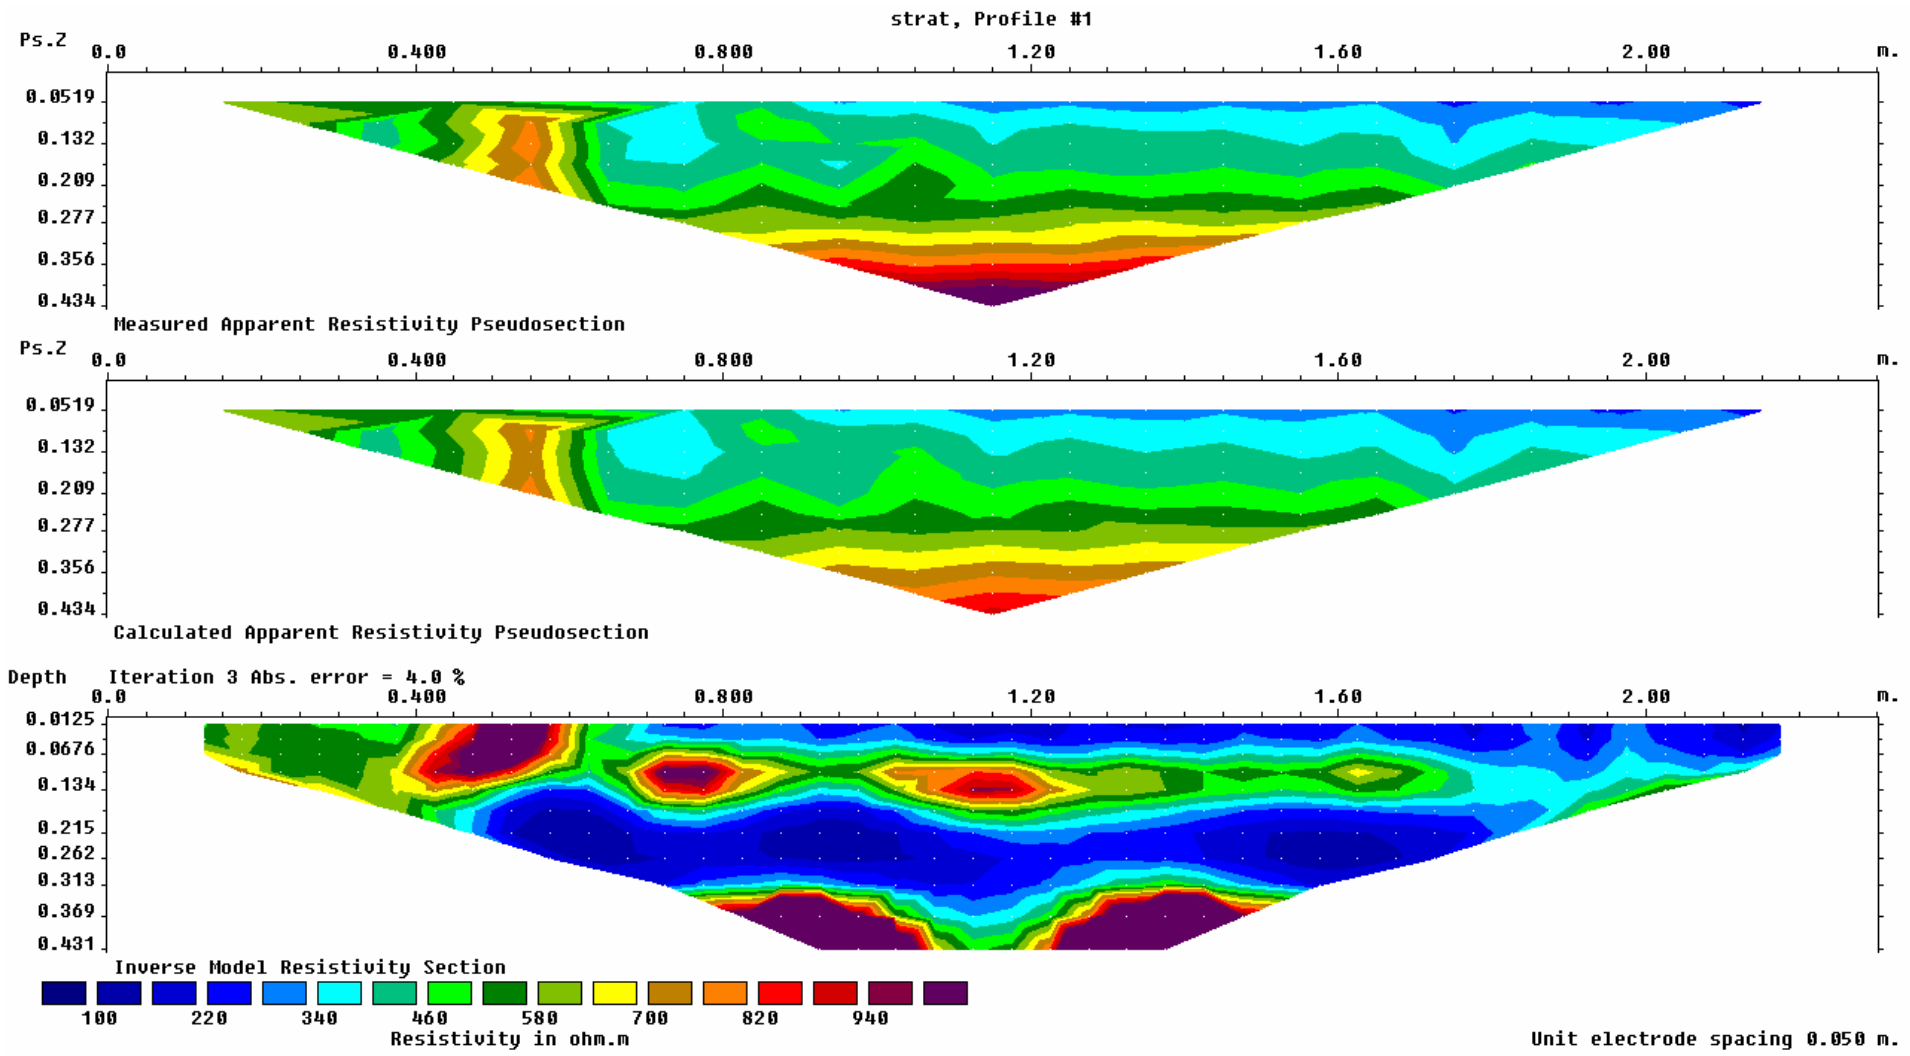 strat, Profile #1
Ps.Z
0.0 0.400 0.800 1.20 1.60 2.00 m.
0.0519
0.132
0.209
0.277
0.356
0.434
Measured Apparent Resistivity Pseudosection
Ps.Z
0.0 0.400 0.800 1.20 1.60 2.00 m.
0.0519
0.132
0.209
0.277
0.356
0.434
Calculated Apparent Resistivity Pseudosection
Depth Iteration 3 Abs. error = 4.0 %
0.0 0.400 0.800 1.20 1.60 2.00 m.
0.0125
0.0676
0.134
0.215
0.262
0.313
0.369
0.431
Inverse Model Resistivity Section
100 220 340 460 580 700 820 940
Resistivity in ohm.m Unit electrode spacing 0.050 m.